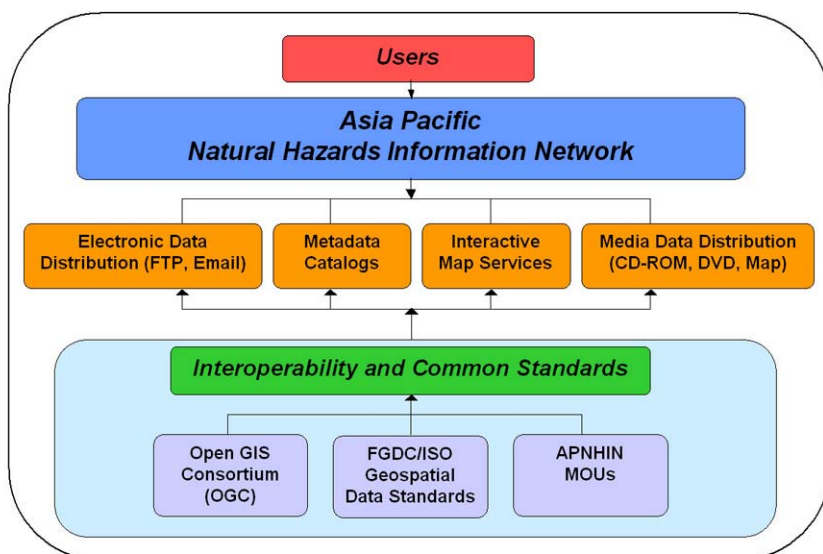 Users
Asia Pacific
Natural Hazards Information Network
Electronic Data
Distribution (FTP, Email)
Metadata
Catalogs
Interactive
Map Services
Media Data Distribution
(CD-ROM, DVD, Map)
Interoperability and Common Standards
Open GIS
Consortium
(OGC)
FGDC/ISO
Geospatial
Data Standards
APNHIN
MOUs